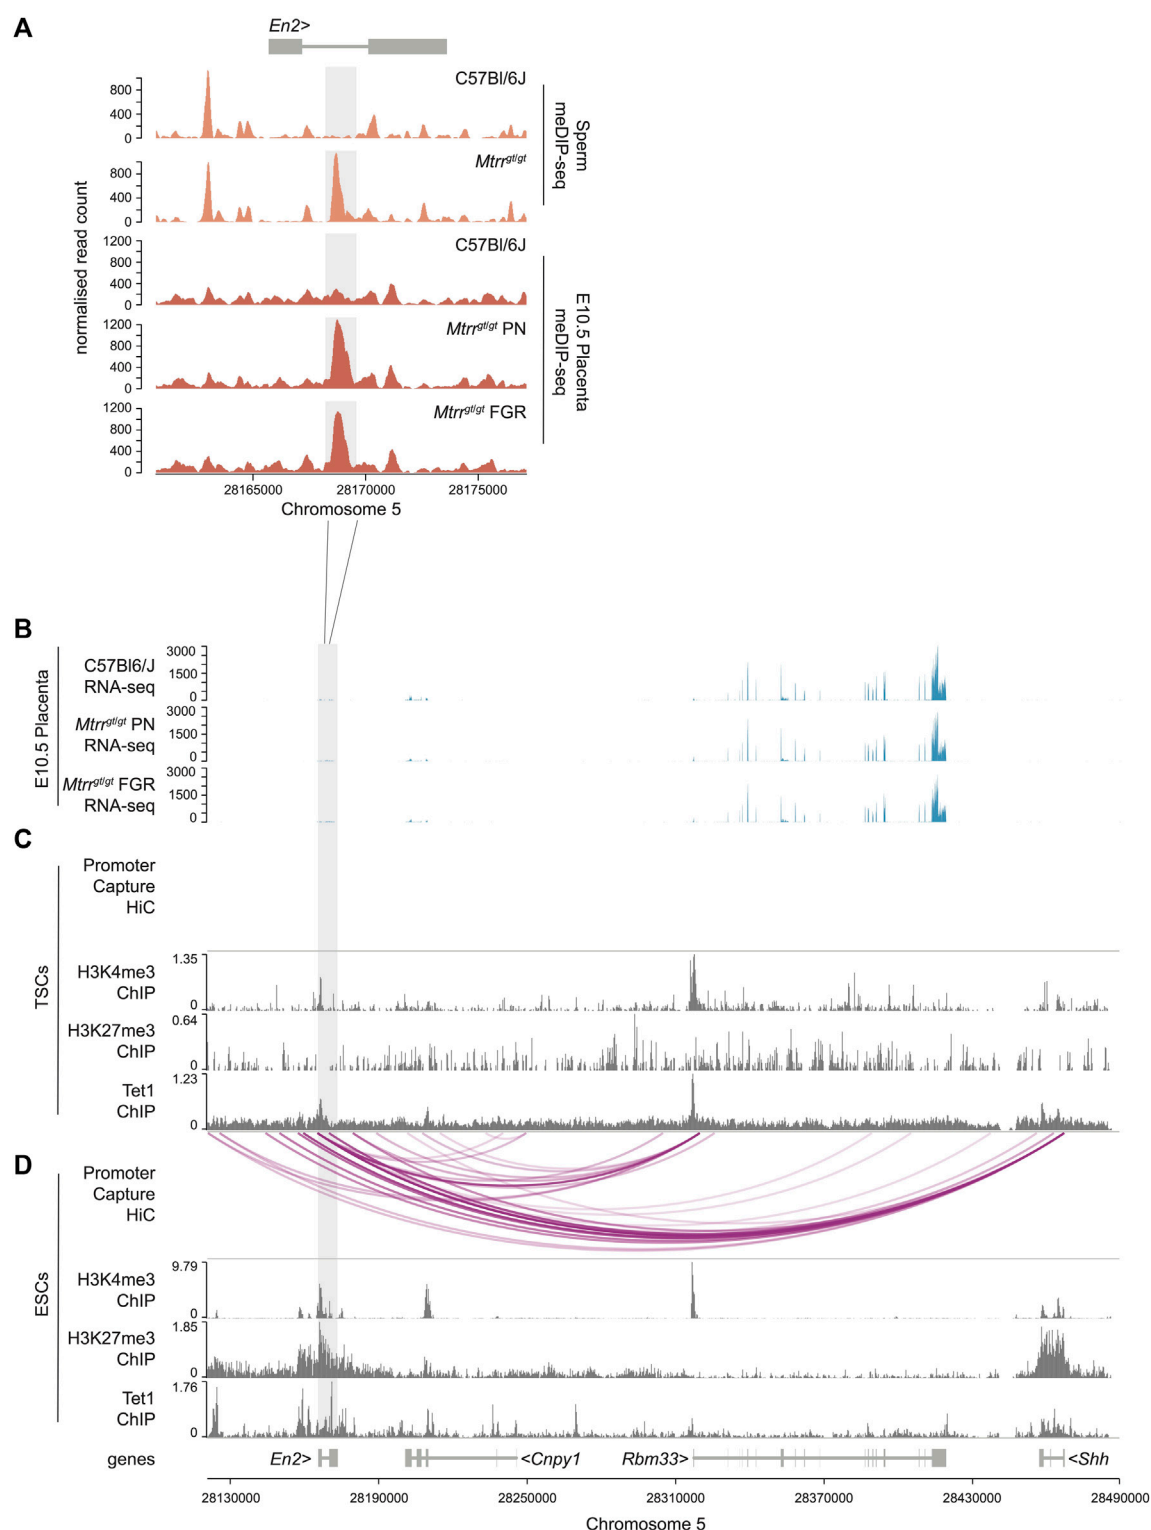 A
En2>
C57Bl/6J
800
400
0
Mtrrgt/gt
800
400
0
Sperm
meDIP-seq
C57Bl/6J
1200
800
400
0
Mtrrgt/gt PN
1200
800
400
0
Mtrrgt/gt FGR
1200
800
400
0
E10.5 Placenta
meDIP-seq
normalised read count
28165000 28170000 28175000
Chromosome 5
B
E10.5 Placenta
C57Bl6/J
RNA-seq
3000
1500
0
Mtrrgt/gt PN
RNA-seq
3000
1500
0
Mtrrgt/gt FGR
RNA-seq
3000
1500
0
C
TSCs
Promoter
Capture
HiC
H3K4me3
ChIP
1.35
0
H3K27me3
ChIP
0.64
0
Tet1
ChIP
1.23
0
D
ESCs
Promoter
Capture
HiC
H3K4me3
ChIP
9.79
0
H3K27me3
ChIP
1.85
0
Tet1
ChIP
1.76
0
genes En2> <Cnpy1 Rbm33> <Shh
28130000 28190000 28250000 28310000 28370000 28430000 28490000
Chromosome 5